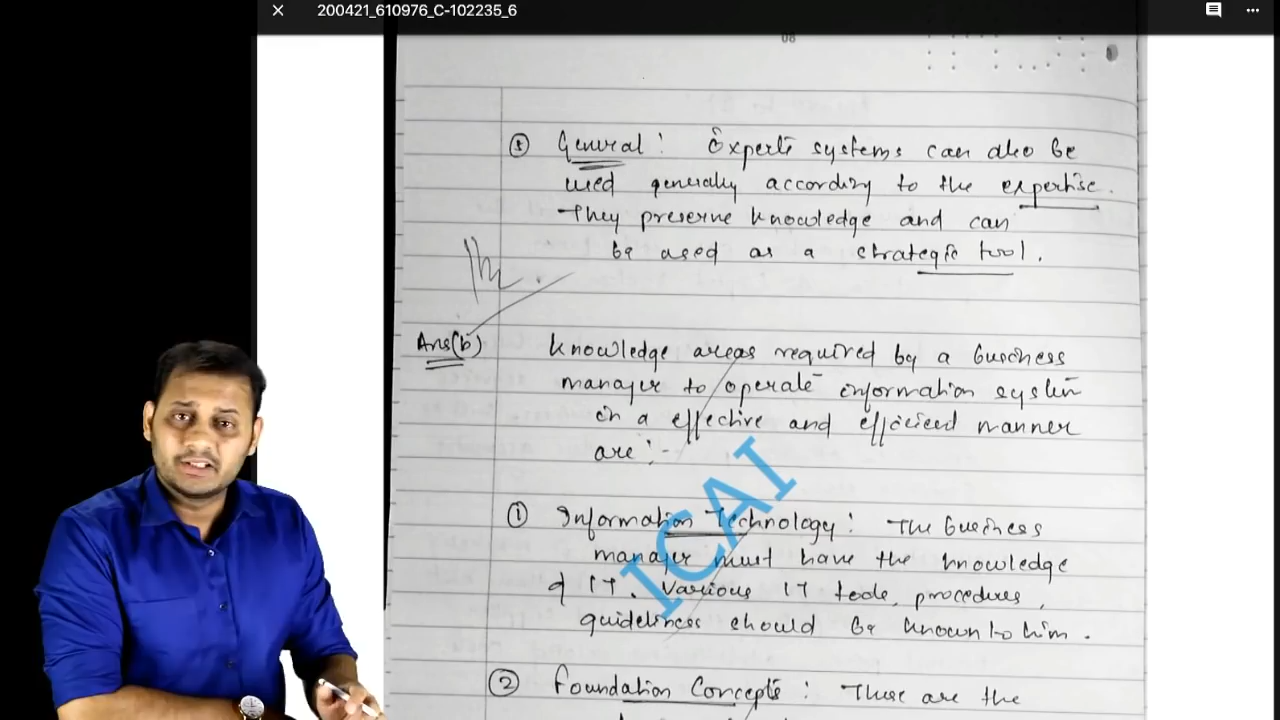 200421_610976_C-102235_6
08
⑧ General : Experts systems can also be
used generally according to the expertise.
They preserve knowledge and can
be used as a strategic tool.
Ans(b) Knowledge areas required by a business
manager to operate information system
in a effective and efficient manner
are :-
ICAI
① Information Technology : The business
manager must have the knowledge
of IT. Various IT tools, procedures,
guidelines should be known to him.
② Foundation Concepts : These are the